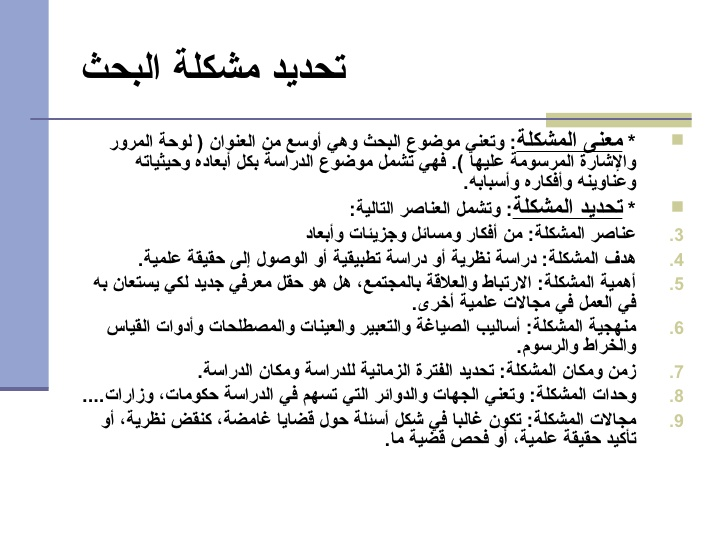 تحديد مشكلة البحث
* معنى المشكلة: وتعني موضوع البحث وهي أوسع من العنوان ( لوحة المرور
والإشارة المرسومة عليها ). فهي تشمل موضوع الدراسة بكل أبعاده وحيثياته
وعناوينه وأفكاره وأسبابه.
* تحديد المشكلة: وتشمل العناصر التالية:
3. عناصر المشكلة: من أفكار ومسائل وجزيئات وأبعاد
4. هدف المشكلة: دراسة نظرية أو دراسة تطبيقية أو الوصول إلى حقيقة علمية.
5. أهمية المشكلة: الارتباط والعلاقة بالمجتمع، هل هو حقل معرفي جديد لكي يستعان به
في العمل في مجالات علمية أخرى.
6. منهجية المشكلة: أساليب الصياغة والتعبير والعينات والمصطلحات وأدوات القياس
والخراط والرسوم.
7. زمن ومكان المشكلة: تحديد الفترة الزمانية للدراسة ومكان الدراسة.
8. وحدات المشكلة: وتعني الجهات والدوائر التي تسهم في الدراسة حكومات، وزارات....
9. مجالات المشكلة: تكون غالبا في شكل أسئلة حول قضايا غامضة، كنقض نظرية، أو
تأكيد حقيقة علمية، أو فحص قضية ما.